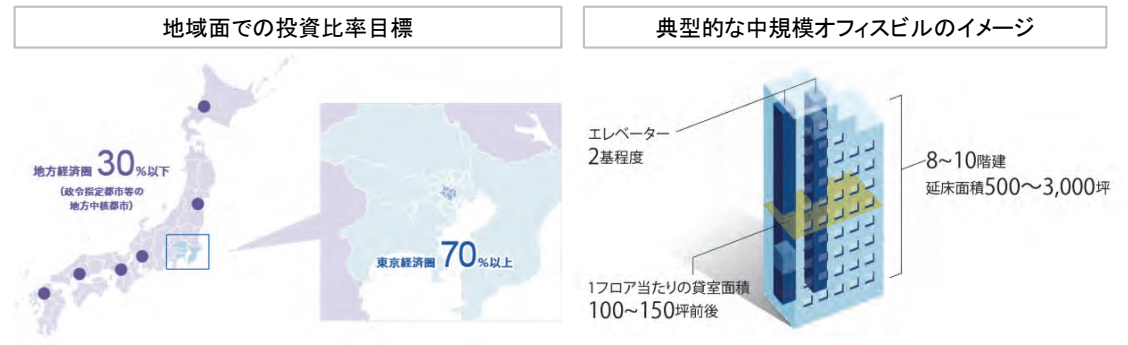 地域面での投資比率目標
地方経済圏 30%以下
(政令指定都市等の
地方中核都市)
東京経済圏 70%以上
典型的な中規模オフィスビルのイメージ
エレベーター
2基程度
8~10階建
延床面積500~3,000坪
1フロア当たりの貸室面積
100~150坪前後